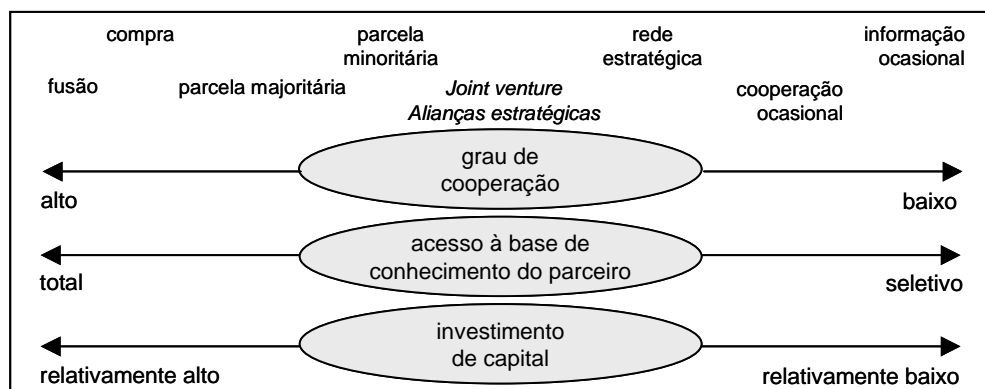 compra
parcela
minoritária
rede
estratégica
informação
ocasional
fusão
parcela majoritária
Joint venture
Alianças estratégicas
cooperação
ocasional
grau de
cooperação
alto
baixo
acesso à base de
conhecimento do parceiro
total
seletivo
investimento
de capital
relativamente alto
relativamente baixo